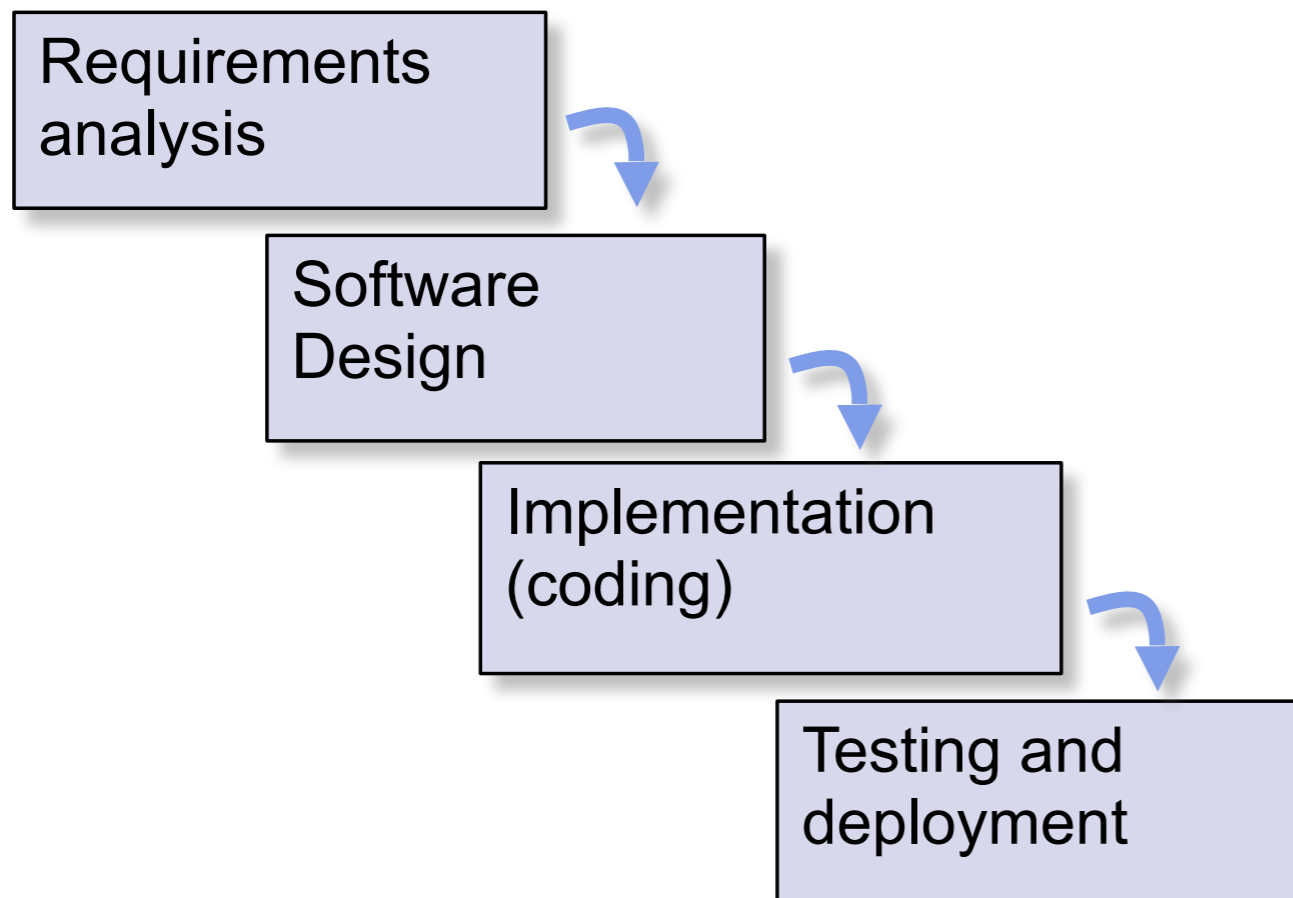 Requirements
analysis
Software
Design
Implementation
(coding)
Testing and
deployment